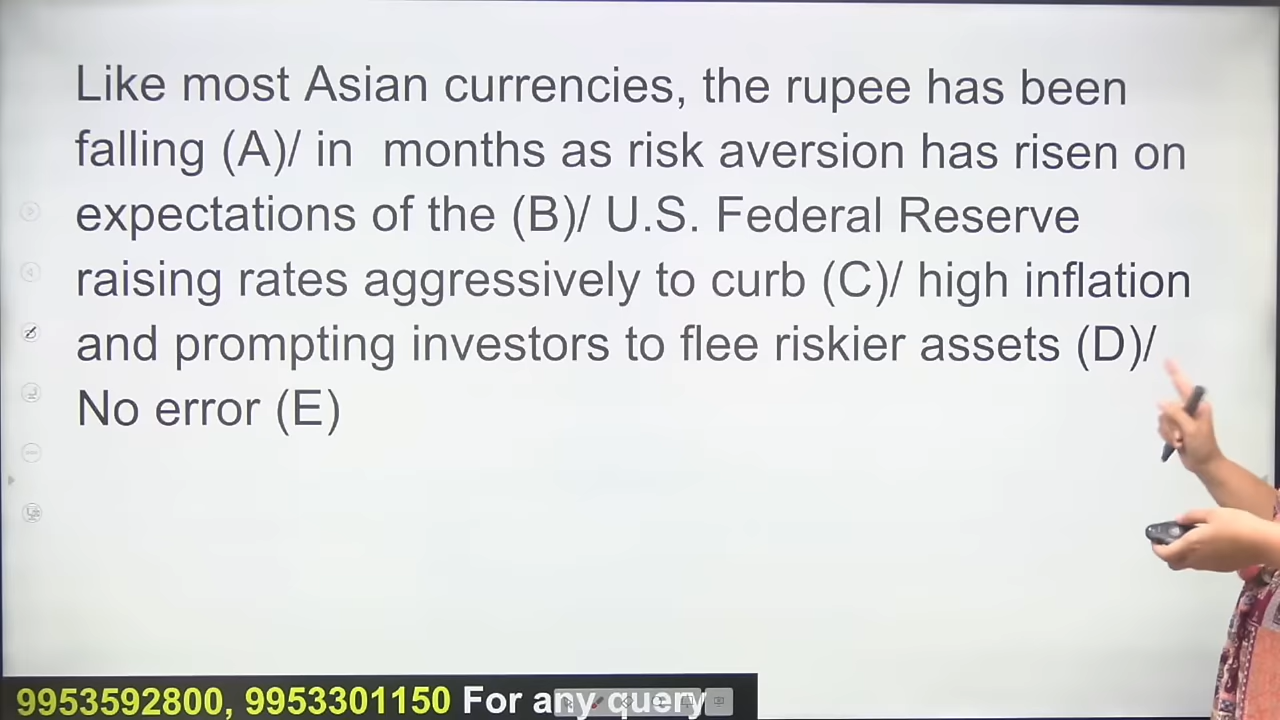 Like most Asian currencies, the rupee has been
falling (A)/ in months as risk aversion has risen on
expectations of the (B)/ U.S. Federal Reserve
raising rates aggressively to curb (C)/ high inflation
and prompting investors to flee riskier assets (D)/
No error (E)
9953592800, 9953301150 For any query